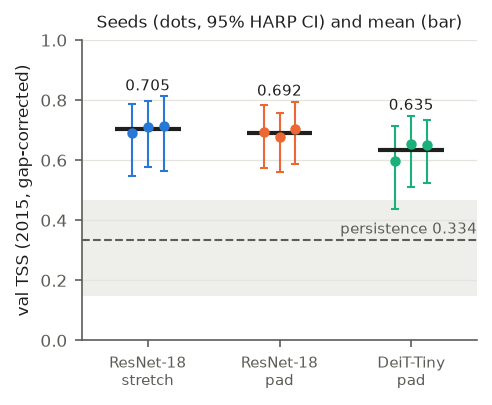 Seeds (dots, 95% HARP CI) and mean (bar)
val TSS (2015, gap-corrected)
1.0
0.8
0.6
0.4
0.2
0.0
0.705
0.692
0.635
persistence 0.334
ResNet-18
stretch
ResNet-18
pad
DeiT-Tiny
pad